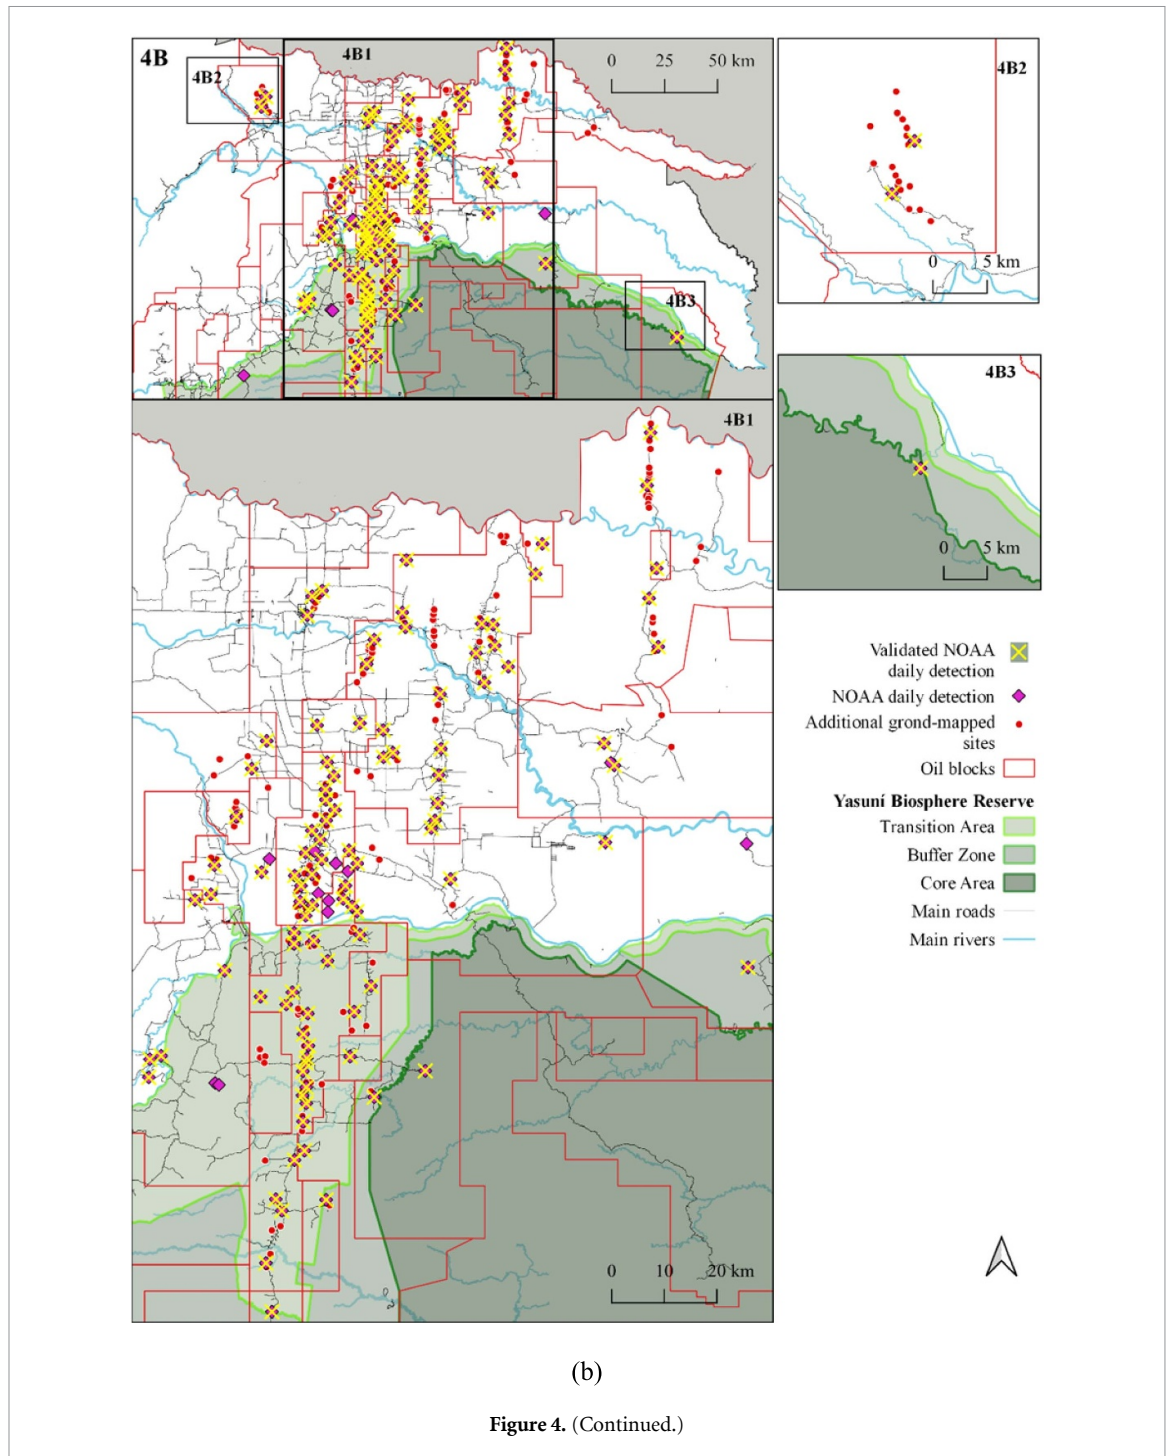 4B
4B1
4B2
0 25 50 km
4B3
4B2
0 5 km
4B3
0 5 km
4B1
0 10 20 km
Validated NOAA
daily detection
NOAA daily detection
Additional grond-mapped
sites
Oil blocks
Yasuní Biosphere Reserve
Transition Area
Buffer Zone
Core Area
Main roads
Main rivers
(b)
Figure 4. (Continued.)